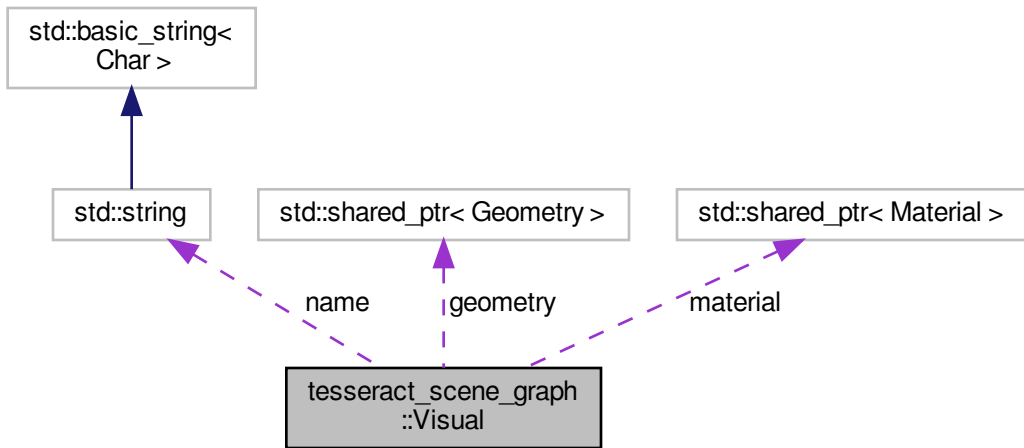 std::basic_string<
Char >
std::string
std::shared_ptr< Geometry >
std::shared_ptr< Material >
name
geometry
material
tesseract_scene_graph
::Visual